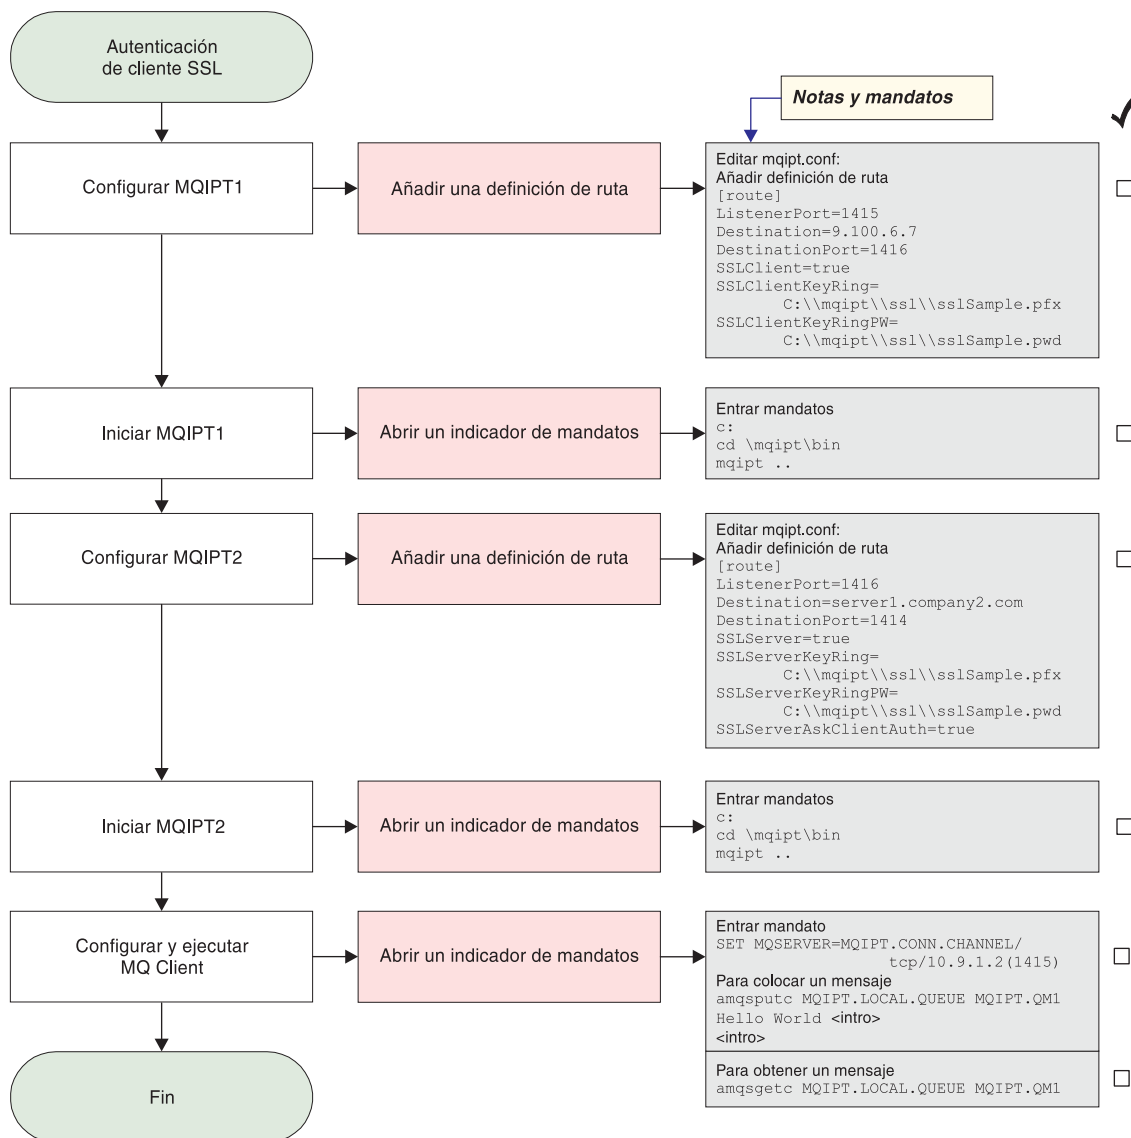 Autenticación
de cliente SSL
Notas y mandatos
Configurar MQIPT1
Añadir una definición de ruta
Editar mqipt.conf:
Añadir definición de ruta
[route]
ListenerPort=1415
Destination=9.100.6.7
DestinationPort=1416
SSLClient=true
SSLClientKeyRing=
C:\\mqipt\\ssl\\sslSample.pfx
SSLClientKeyRingPW=
C:\\mqipt\\ssl\\sslSample.pwd
Iniciar MQIPT1
Abrir un indicador de mandatos
Entrar mandatos
c:
cd \mqipt\bin
mqipt ..
Configurar MQIPT2
Añadir una definición de ruta
Editar mqipt.conf:
Añadir definición de ruta
[route]
ListenerPort=1416
Destination=server1.company2.com
DestinationPort=1414
SSLServer=true
SSLServerKeyRing=
C:\\mqipt\\ssl\\sslSample.pfx
SSLServerKeyRingPW=
C:\\mqipt\\ssl\\sslSample.pwd
SSLServerAskClientAuth=true
Iniciar MQIPT2
Abrir un indicador de mandatos
Entrar mandatos
c:
cd \mqipt\bin
mqipt ..
Configurar y ejecutar
MQ Client
Abrir un indicador de mandatos
Entrar mandato
SET MQSERVER=MQIPT.CONN.CHANNEL/
tcp/10.9.1.2(1415)
Para colocar un mensaje
amqsputc MQIPT.LOCAL.QUEUE MQIPT.QM1
Hello World <intro>
<intro>
Para obtener un mensaje
amqsgetc MQIPT.LOCAL.QUEUE MQIPT.QM1
Fin